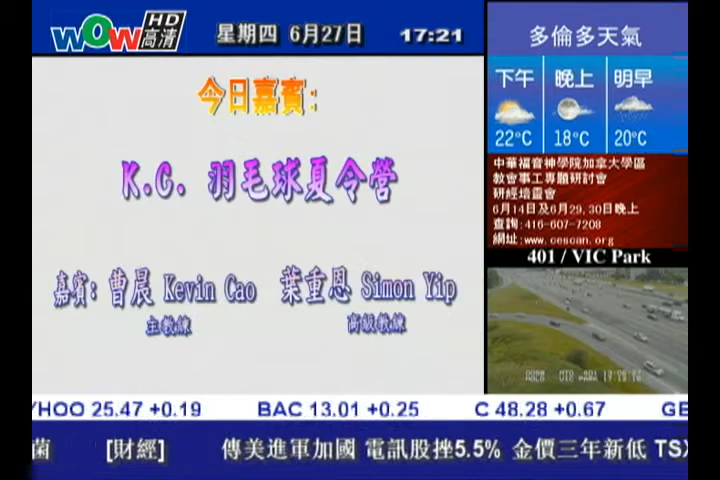 WOW HD 高清
星期四 6月27日 17:21
今日嘉賓:
K.C. 羽毛球夏令營
嘉賓: 曹晨 Kevin Cao 葉重恩 Simon Yip
主教練 高級教練
多倫多天氣
下午 晚上 明早
22°C 18°C 20°C
中華福音神學院加拿大學區
教會事工專題研討會
研經培靈會
6月14日及6月29,30日晚上
查詢:416-607-7208
網址:www.cescan.org
401 / VIC Park
YHOO 25.47 +0.19 BAC 13.01 +0.25 C 48.28 +0.67 GE
菌 [財經] 傳美進軍加國 電訊股挫5.5% 金價三年新低 TSX